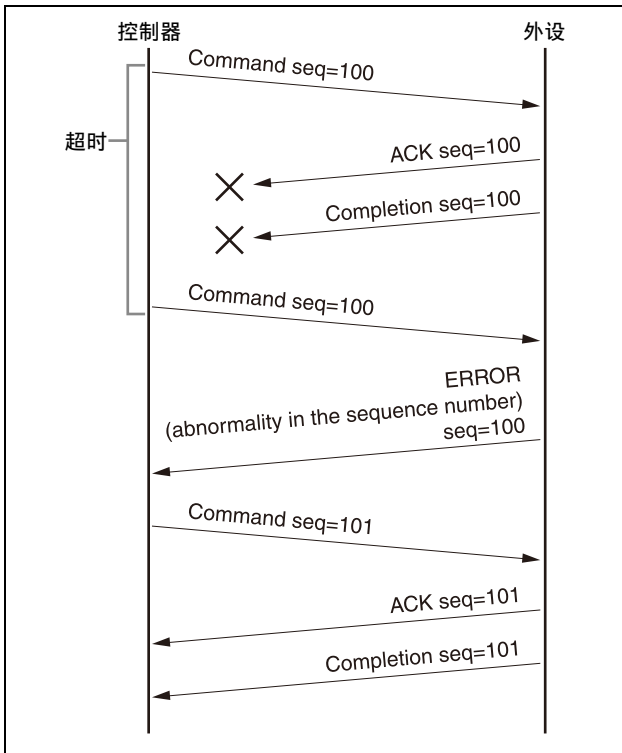 控制器
外设
Command seq=100
超时
ACK seq=100
Completion seq=100
Command seq=100
ERROR
(abnormality in the sequence number)
seq=100
Command seq=101
ACK seq=101
Completion seq=101